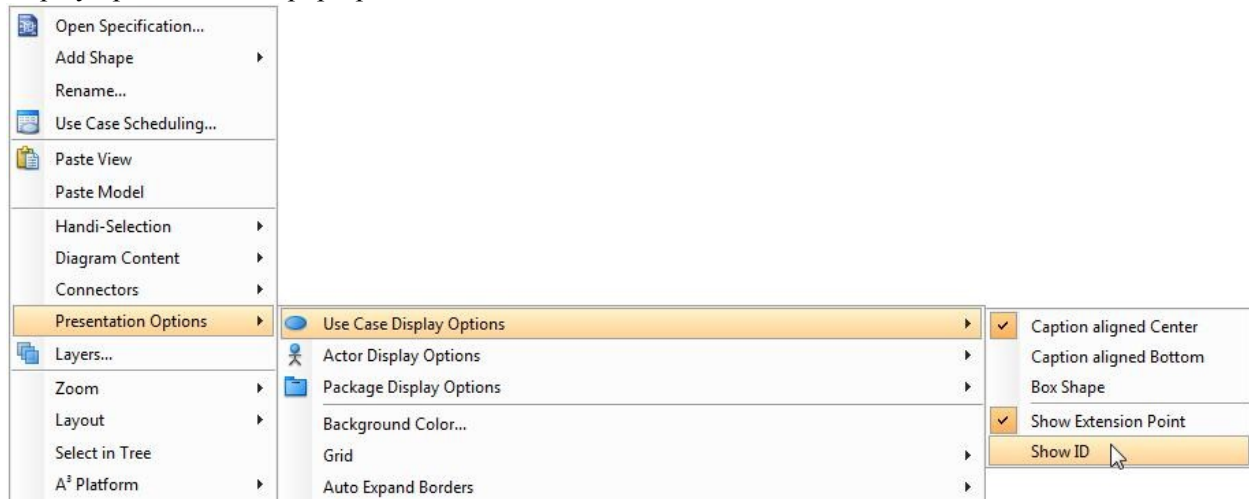 Open Specification...
Add Shape
Rename...
Use Case Scheduling...
Paste View
Paste Model
Handi-Selection
Diagram Content
Connectors
Presentation Options
Layers...
Zoom
Layout
Select in Tree
A³ Platform
Use Case Display Options
Actor Display Options
Package Display Options
Background Color...
Grid
Auto Expand Borders
Caption aligned Center
Caption aligned Bottom
Box Shape
Show Extension Point
Show ID